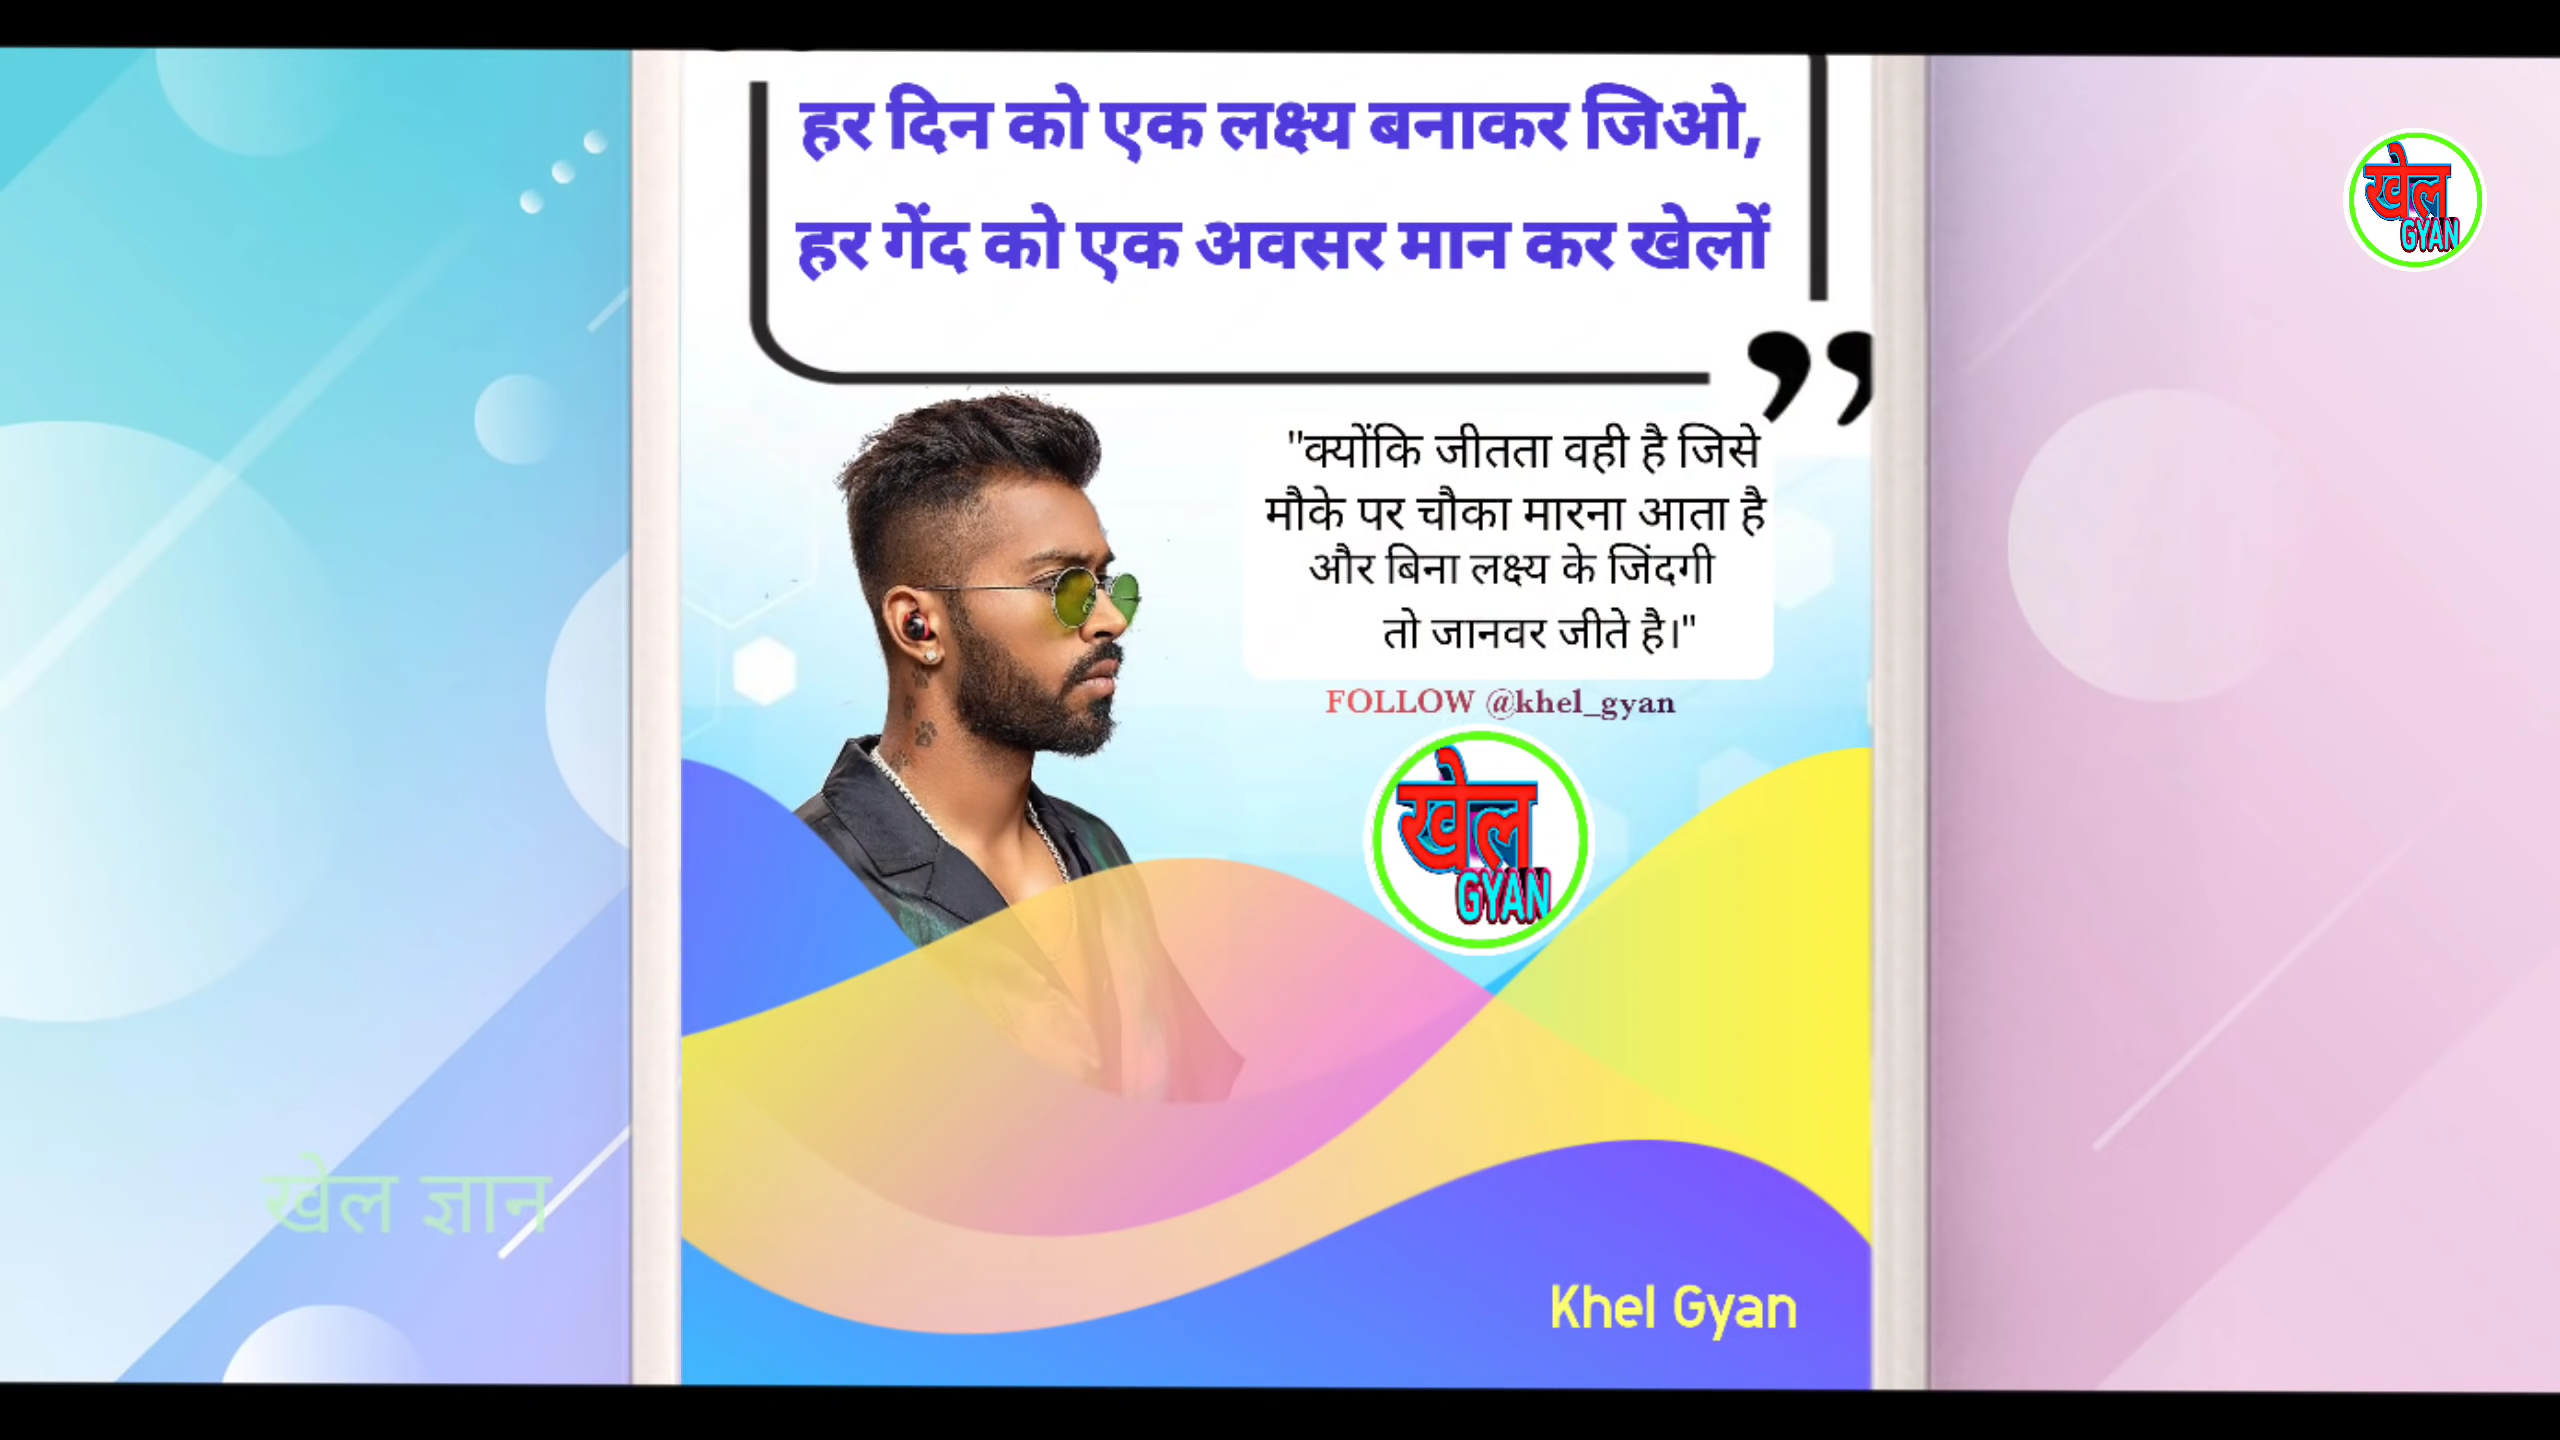 हर दिन को एक लक्ष्य बनाकर जिओ,
हर गेंद को एक अवसर मान कर खेलों
”
"क्योंकि जीतता वही है जिसे
मौके पर चौका मारना आता है
और बिना लक्ष्य के जिंदगी
तो जानवर जीते है।"
FOLLOW @khel_gyan
खेल
GYAN
Khel Gyan
खेल ज्ञान
खेल
GYAN